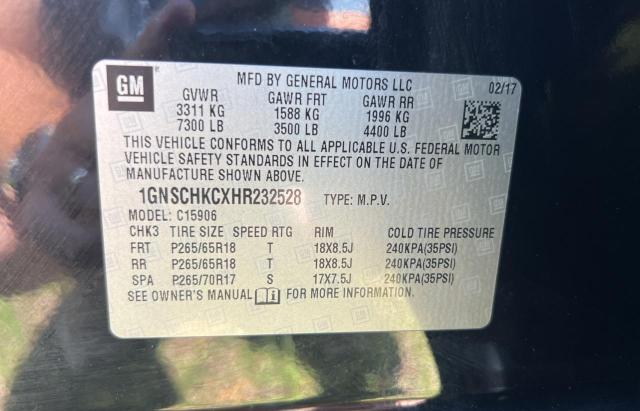 GM
MFD BY GENERAL MOTORS LLC 02/17
GVWR GAWR FRT GAWR RR
3311 KG 1588 KG 1996 KG
7300 LB 3500 LB 4400 LB
THIS VEHICLE CONFORMS TO ALL APPLICABLE U.S. FEDERAL MOTOR
VEHICLE SAFETY STANDARDS IN EFFECT ON THE DATE OF
MANUFACTURE SHOWN ABOVE.
1GNSCHKCXHR232528 TYPE: M.P.V.
MODEL: C15906
CHK3 TIRE SIZE SPEED RTG RIM COLD TIRE PRESSURE
FRT P265/65R18 T 18X8.5J 240KPA(35PSI)
RR P265/65R18 T 18X8.5J 240KPA(35PSI)
SPA P265/70R17 S 17X7.5J 240KPA(35PSI)
SEE OWNER'S MANUAL FOR MORE INFORMATION.